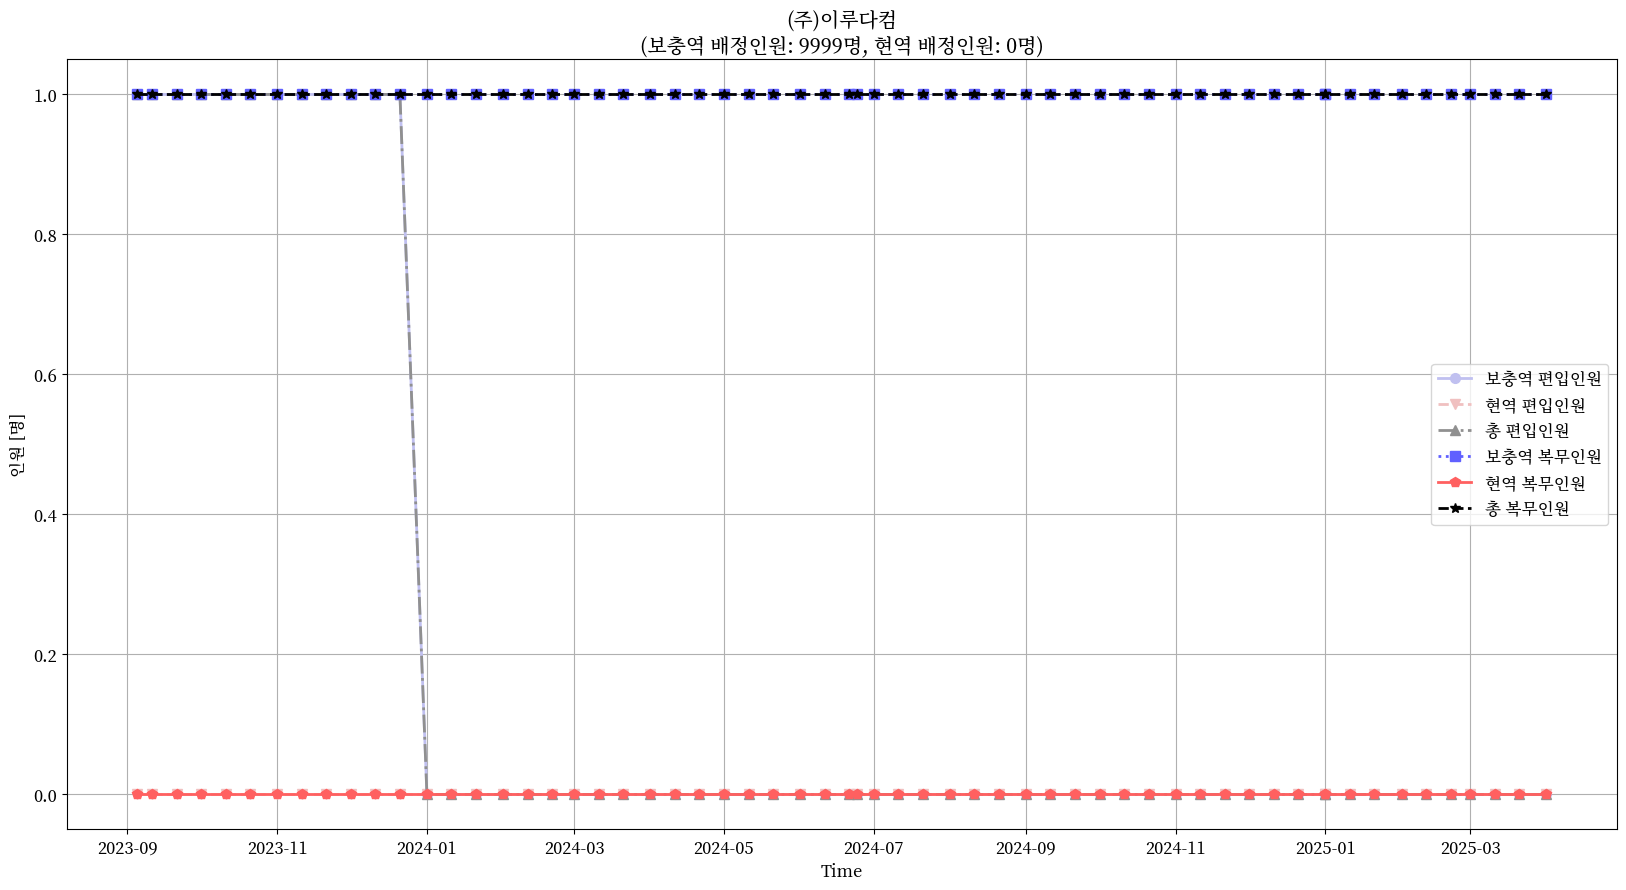 (주)이루다컴
(보충역 배정인원: 9999명, 현역 배정인원: 0명)
1.0
0.8
0.6
0.4
0.2
0.0
인원 [명]
보충역 편입인원
현역 편입인원
총 편입인원
보충역 복무인원
현역 복무인원
총 복무인원
2023-09 2023-11 2024-01 2024-03 2024-05 2024-07 2024-09 2024-11 2025-01 2025-03
Time